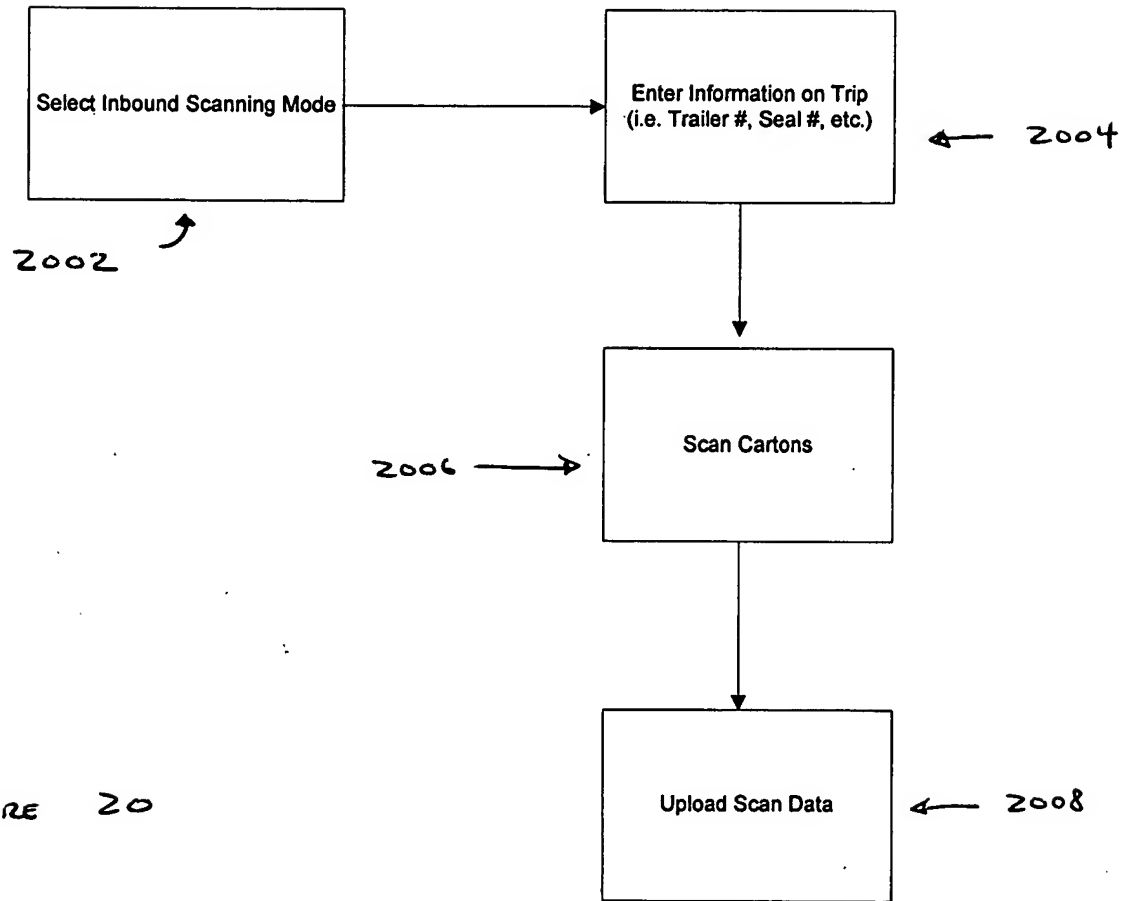 Select Inbound Scanning Mode
Enter Information on Trip
(i.e. Trailer #, Seal #, etc.)
2004
2002
Scan Cartons
2006
Upload Scan Data
2008
RE 20